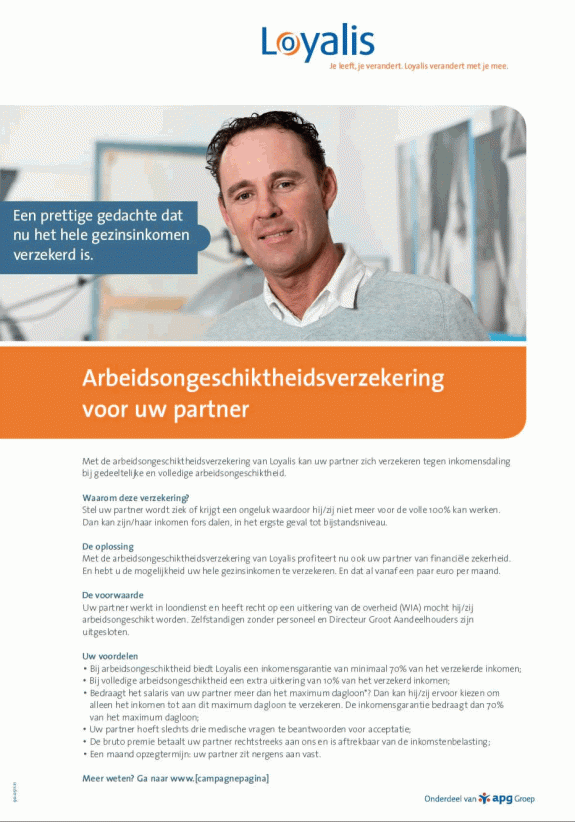 Loyalis
Je leeft, je verandert. Loyalis verandert met je mee.
Een prettige gedachte dat
nu het hele gezinsinkomen
verzekerd is.
Arbeidsongeschiktheidsverzekering
voor uw partner
Met de arbeidsongeschiktheidsverzekering van Loyalis kan uw partner zich verzekeren tegen inkomensdaling
bij gedeeltelijke en volledige arbeidsongeschiktheid.
Waarom deze verzekering?
Stel uw partner wordt ziek of krijgt een ongeluk waardoor hij/zij niet meer voor de volle 100% kan werken.
Dan kan zijn/haar inkomen fors dalen, in het ergste geval tot bijstandsniveau.
De oplossing
Met de arbeidsongeschiktheidsverzekering van Loyalis profiteert nu ook uw partner van financiële zekerheid.
En hebt u de mogelijkheid uw hele gezinsinkomen te verzekeren. En dat al vanaf een paar euro per maand.
De voorwaarde
Uw partner werkt in loondienst en heeft recht op een uitkering van de overheid (WIA) mocht hij/zij
arbeidsongeschikt worden. Zelfstandigen zonder personeel en Directeur Groot Aandeelhouders zijn
uitgesloten.
Uw voordelen
• Bij arbeidsongeschiktheid biedt Loyalis een inkomensgarantie van minimaal 70% van het verzekerde inkomen;
• Bij volledige arbeidsongeschiktheid een extra uitkering van 10% van het verzekerd inkomen;
• Bedraagt het salaris van uw partner meer dan het maximum dagloon*? Dan kan hij/zij ervoor kiezen om
alleen het inkomen tot aan dit maximum dagloon te verzekeren. De inkomensgarantie bedraagt dan 70%
van het maximum dagloon;
• Uw partner hoeft slechts drie medische vragen te beantwoorden voor acceptatie;
• De bruto premie betaalt uw partner rechtstreeks aan ons en is aftrekbaar van de inkomstenbelasting;
• Een maand opzegtermijn: uw partner zit nergens aan vast.
Meer weten? Ga naar www.[campagnepagina]
Onderdeel van apg Groep